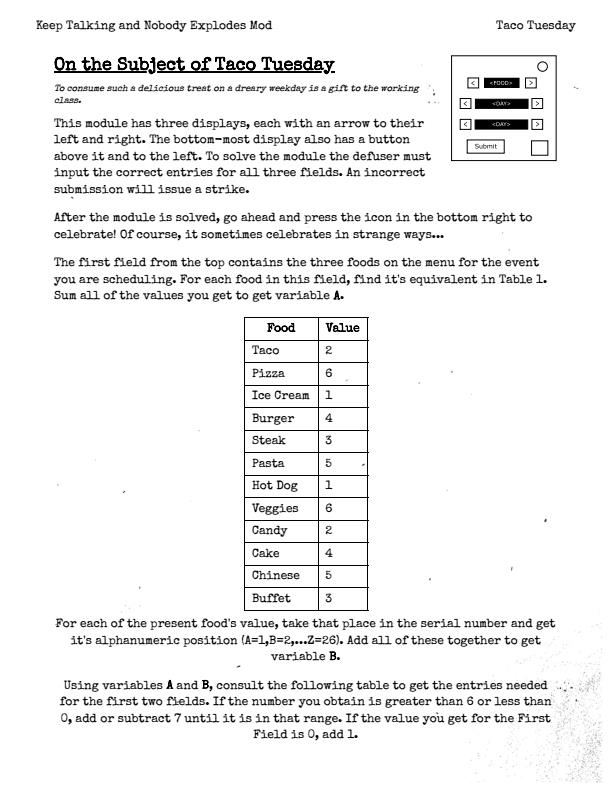 Keep Talking and Nobody Explodes Mod Taco Tuesday
On the Subject of Taco Tuesday
To consume such a delicious treat on a dreary weekday is a gift to the working
class.
This module has three displays, each with an arrow to their
left and right. The bottom-most display also has a button
above it and to the left. To solve the module the defuser must
input the correct entries for all three fields. An incorrect
submission will issue a strike.
< <FOOD> >
< <DAY> >
< <DAY> >
Submit
After the module is solved, go ahead and press the icon in the bottom right to
celebrate! Of course, it sometimes celebrates in strange ways...
The first field from the top contains the three foods on the menu for the event
you are scheduling. For each food in this field, find it's equivalent in Table 1.
Sum all of the values you get to get variable A.
Food Value
Taco 2
Pizza 6
Ice Cream 1
Burger 4
Steak 3
Pasta 5
Hot Dog 1
Veggies 6
Candy 2
Cake 4
Chinese 5
Buffet 3
For each of the present food's value, take that place in the serial number and get
it's alphanumeric position (A=1,B=2,...Z=26). Add all of these together to get
variable B.
Using variables A and B, consult the following table to get the entries needed
for the first two fields. If the number you obtain is greater than 6 or less than
0, add or subtract 7 until it is in that range. If the value you get for the First
Field is 0, add 1.